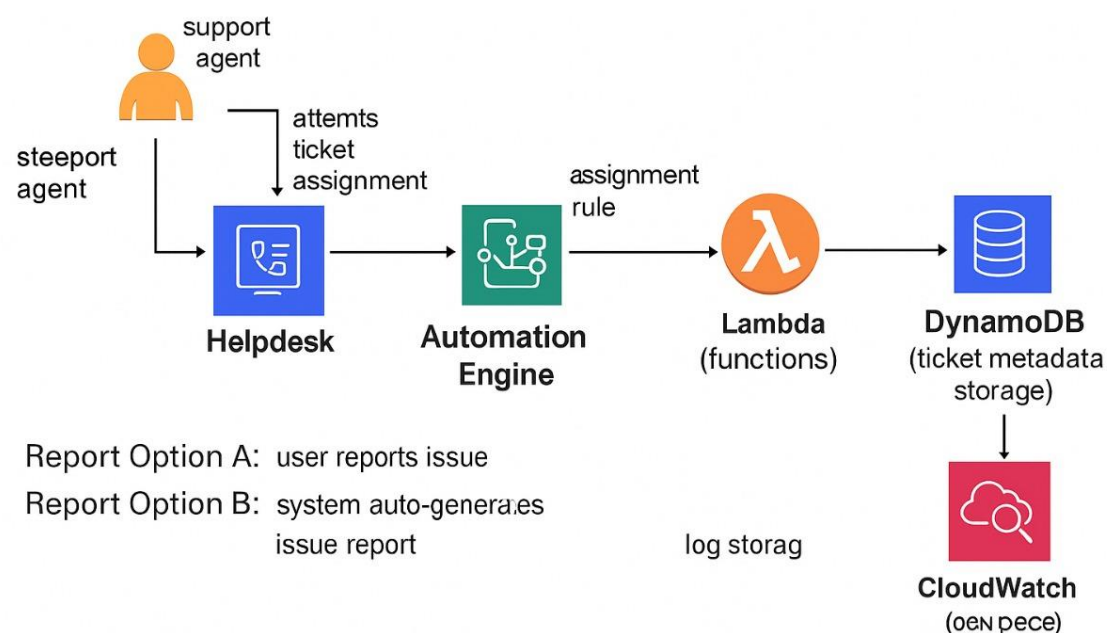 support
agent
attemts
ticket
assignment
steeport
agent
assignment
rule
Helpdesk
Automation
Engine
Lambda
(functions)
DynamoDB
(ticket metadata
storage)
Report Option A: user reports issue
Report Option B: system auto-generates
issue report
log storag
CloudWatch